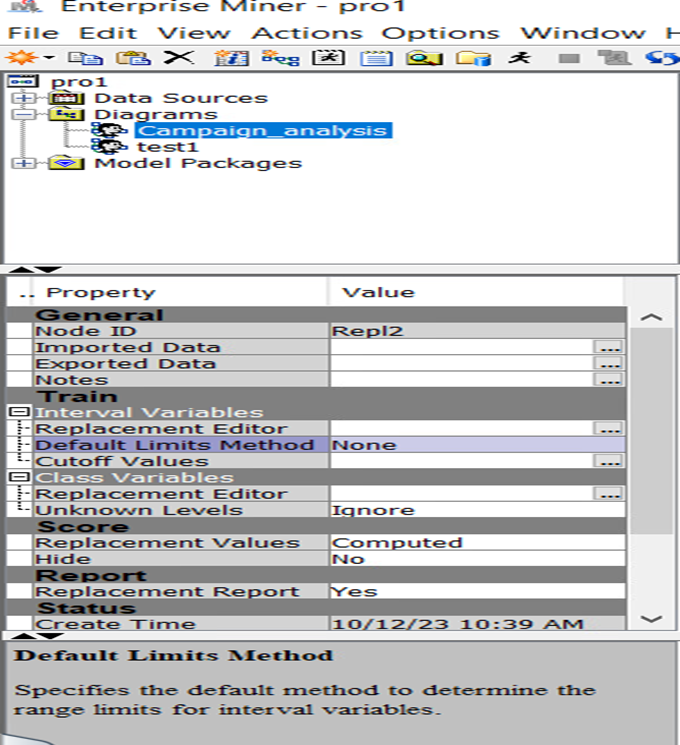 Enterprise Miner - pro1
File Edit View Actions Options Window H
pro1
Data Sources
Diagrams
Campaign_analysis
test1
Model Packages
.. Property Value
General
Node ID Repl2
Imported Data ...
Exported Data ...
Notes ...
Train
Interval Variables
Replacement Editor ...
Default Limits Method None
Cutoff Values ...
Class Variables
Replacement Editor ...
Unknown Levels Ignore
Score
Replacement Values Computed
Hide No
Report
Replacement Report Yes
Status
Create Time 10/12/23 10:39 AM
Default Limits Method
Specifies the default method to determine the
range limits for interval variables.